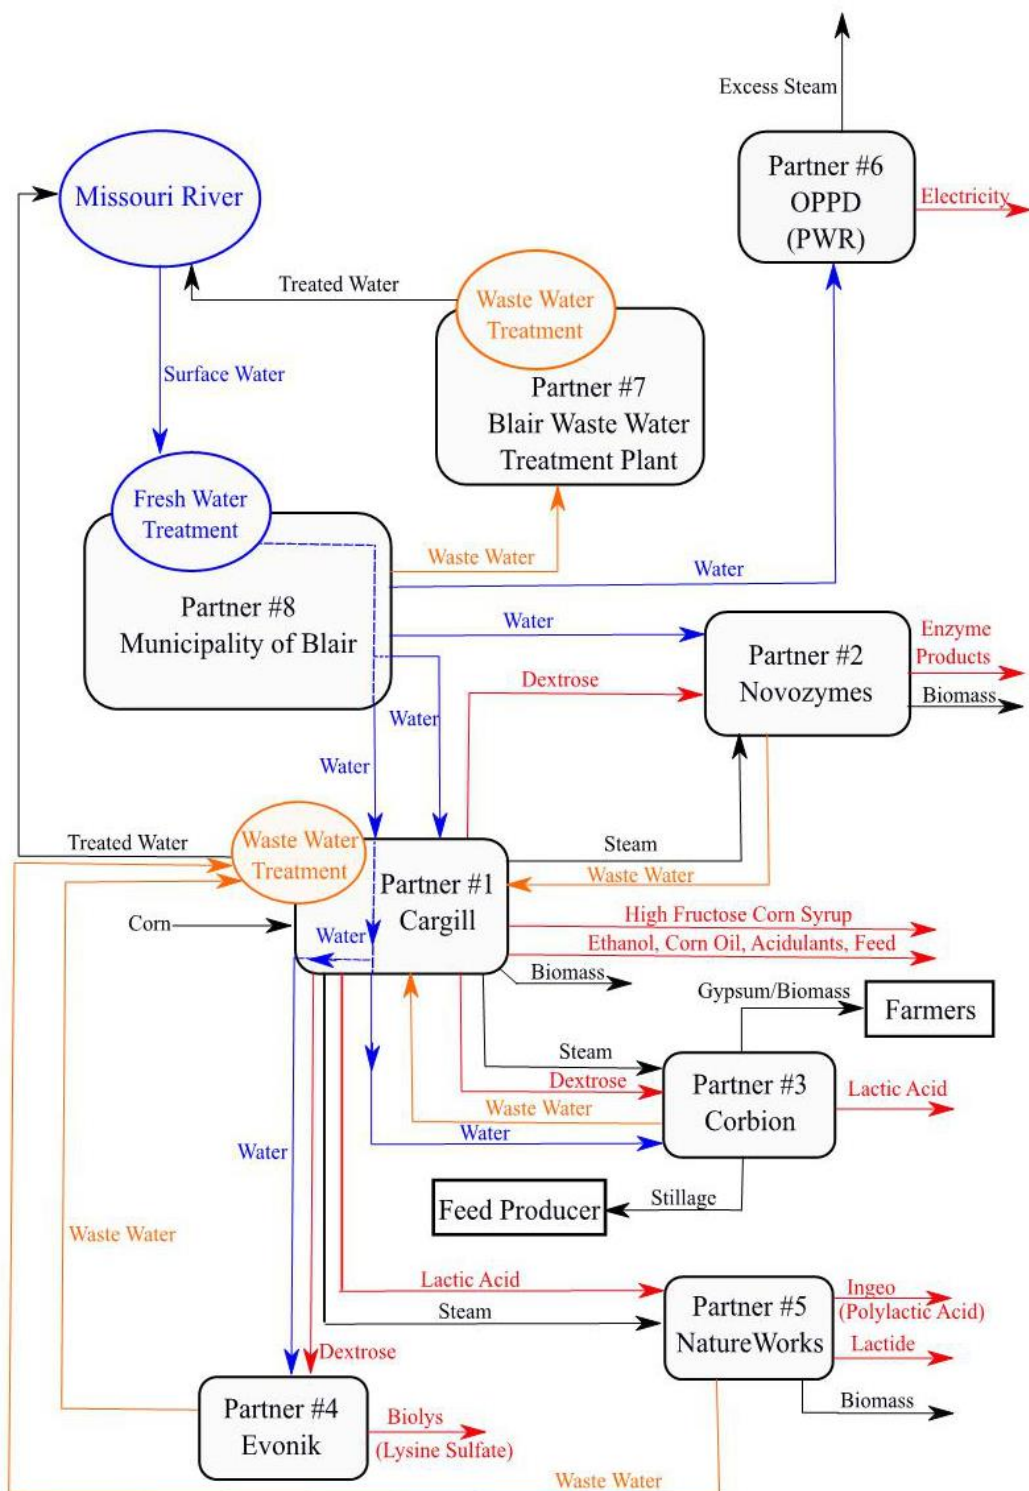 Excess Steam
Partner #6
OPPD
(PWR)
Electricity
Missouri River
Treated Water
Waste Water
Treatment
Partner #7
Blair Waste Water
Treatment Plant
Surface Water
Fresh Water
Treatment
Partner #8
Municipality of Blair
Waste Water
Water
Water
Partner #2
Novozymes
Enzyme
Products
Biomass
Dextrose
Water
Water
Treated Water
Waste Water
Treatment
Partner #1
Cargill
Steam
Waste Water
Corn
Water
High Fructose Corn Syrup
Ethanol, Corn Oil, Acidulants, Feed
Biomass
Gypsum/Biomass
Farmers
Steam
Dextrose
Waste Water
Water
Partner #3
Corbion
Lactic Acid
Water
Feed Producer
Stillage
Waste Water
Lactic Acid
Steam
Partner #5
NatureWorks
Ingeo
(Polylactic Acid)
Lactide
Biomass
Dextrose
Partner #4
Evonik
Biolys
(Lysine Sulfate)
Waste Water